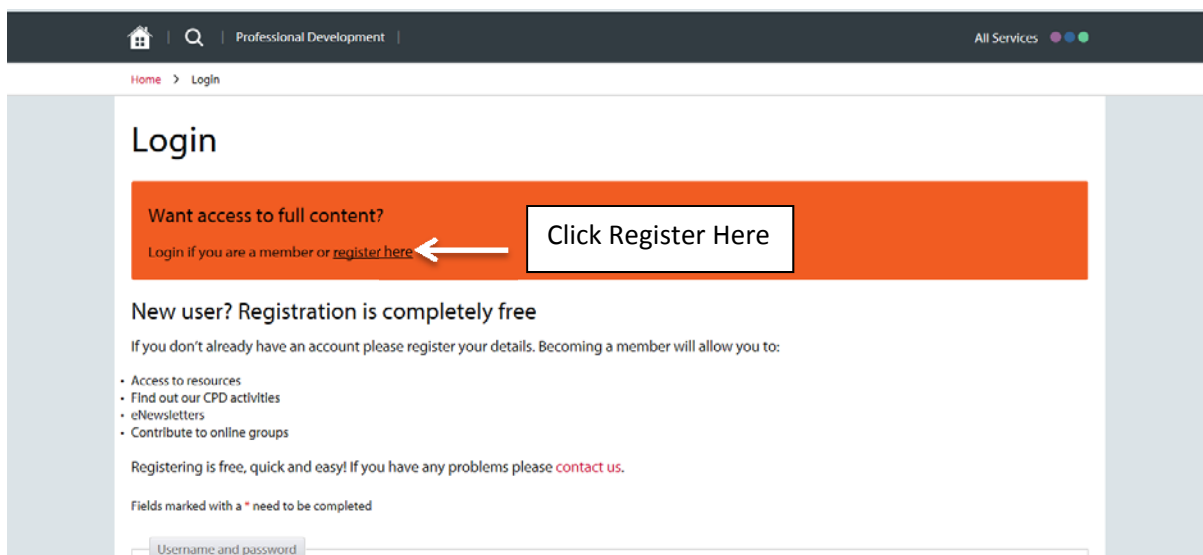 Professional Development
All Services
Home > Login
Login
Want access to full content?
Login if you are a member or register here
Click Register Here
New user? Registration is completely free
If you don't already have an account please register your details. Becoming a member will allow you to:
• Access to resources
• Find out our CPD activities
• eNewsletters
• Contribute to online groups
Registering is free, quick and easy! If you have any problems please contact us.
Fields marked with a * need to be completed
Username and password